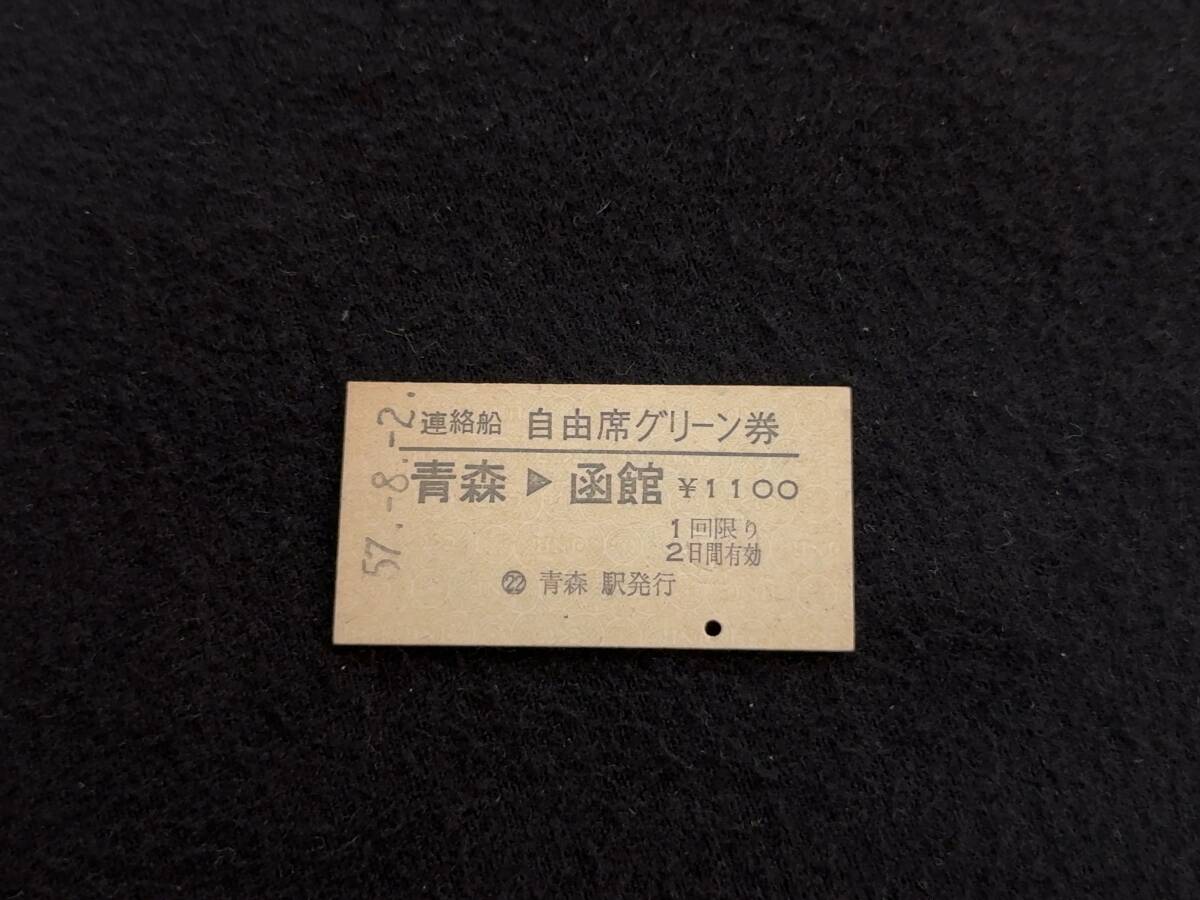 57.-8.-2.
連絡船 自由席グリーン券
青森 ▶ 函館 ¥1100
1回限り
2日間有効
㉒ 青森 駅発行